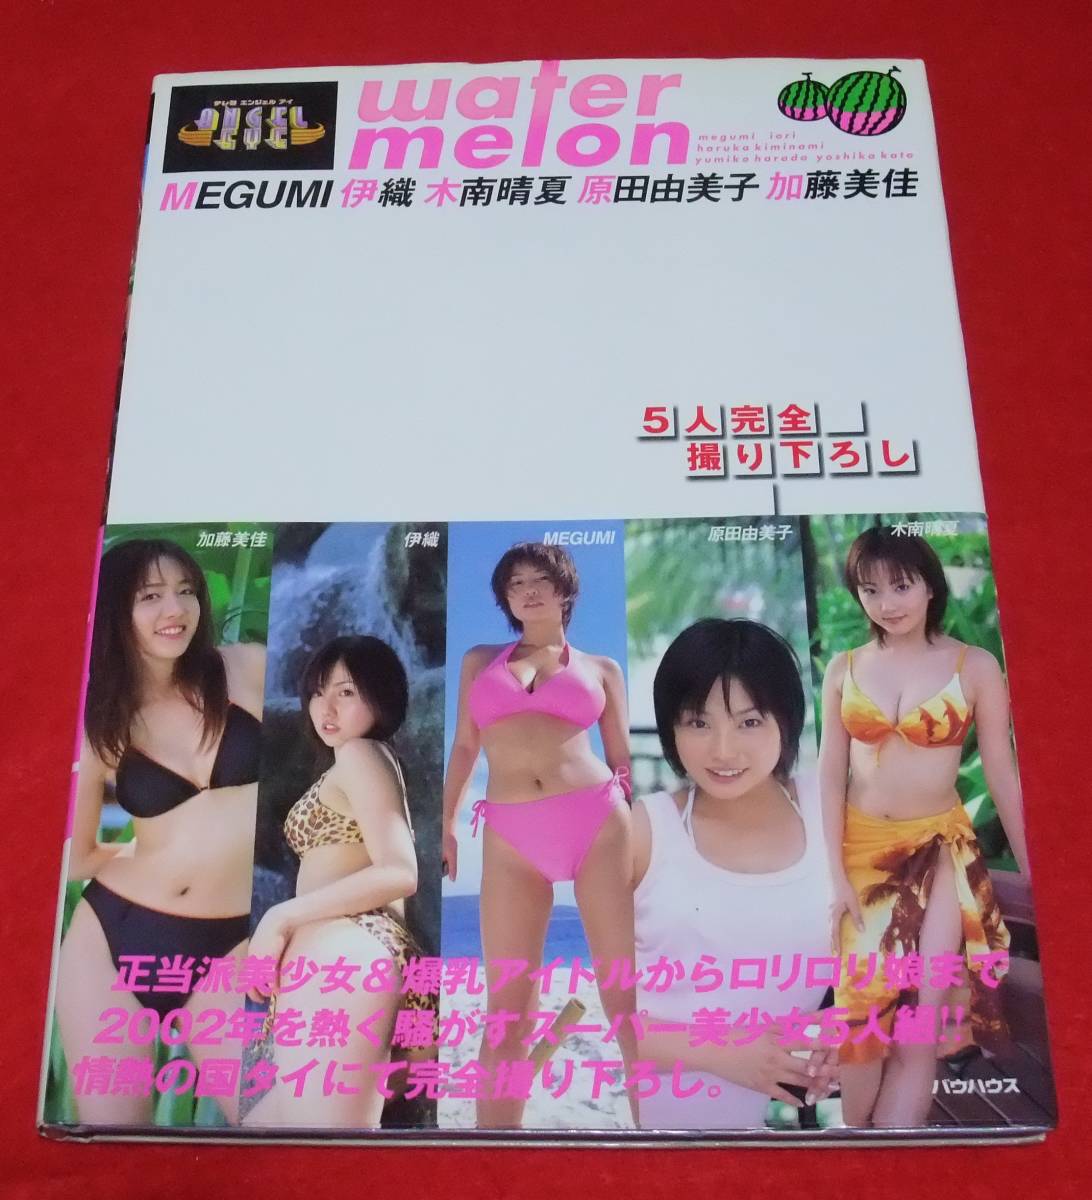 テレ日 エンジェル アイ
water
melon
megumi iori
haruka kiminami
yumiko harada yoshika kato
MEGUMI 伊織 木南晴夏 原田由美子 加藤美佳
5人完全
撮り下ろし
加藤美佳
伊織
MEGUMI
原田由美子
木南晴夏
正当派美少女&爆乳アイドルからロリロリ娘まで
2002年を熱く騒がすスーパー美少女5人組!!
情熱の国タイにて完全撮り下ろし。
バウハウス